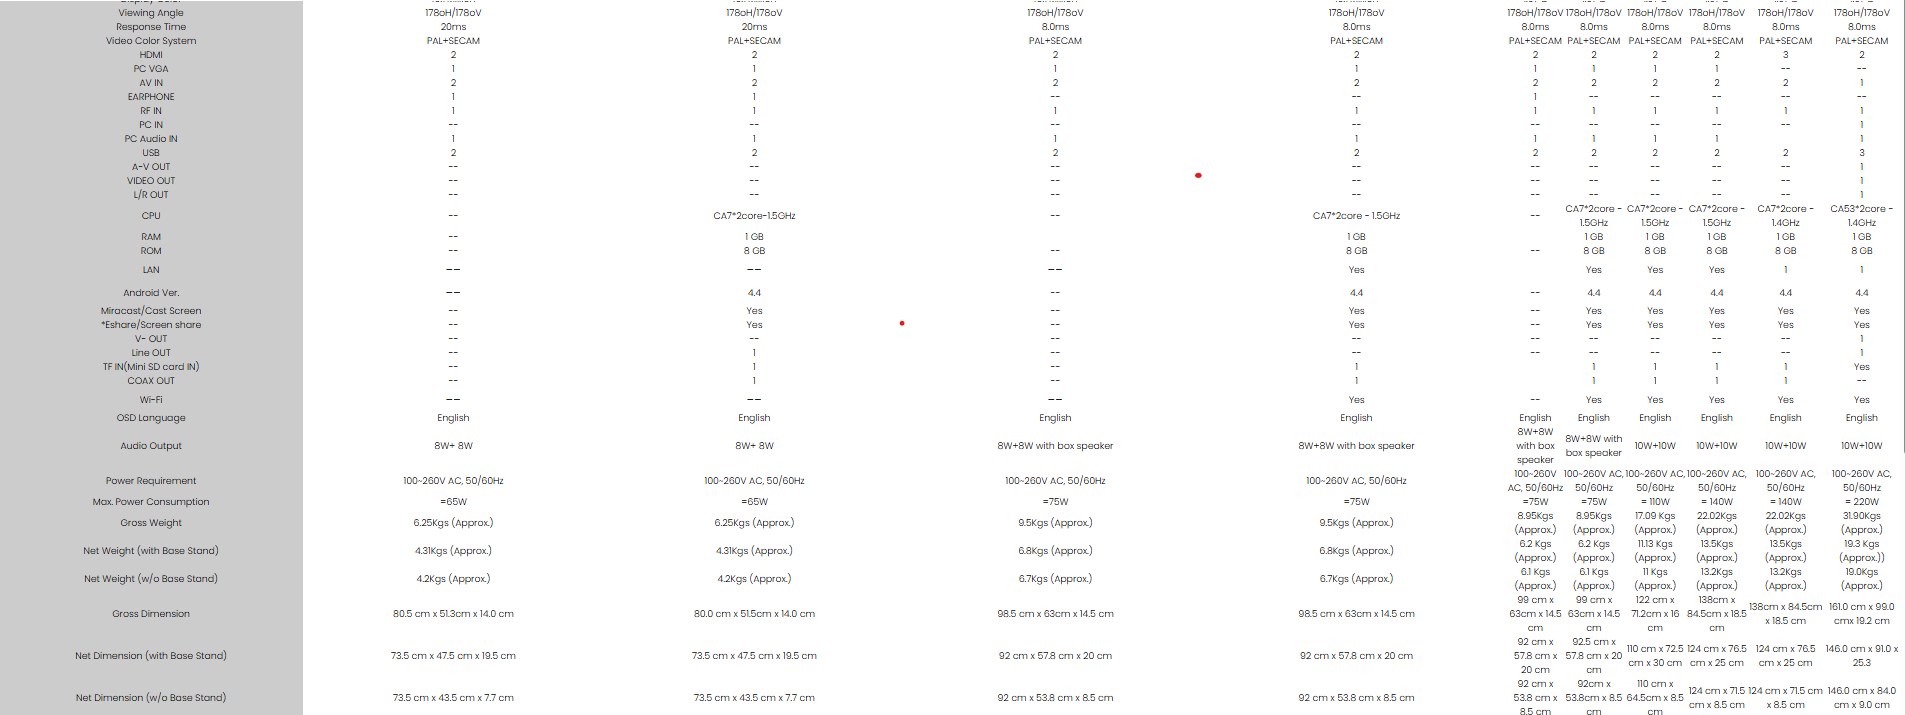 Viewing Angle 178oH/178oV 178oH/178oV 178oH/178oV 178oH/178oV 178oH/178oV 178oH/178oV 178oH/178oV 178oH/178oV 178oH/178oV 178oH/178oV
Response Time 20ms 20ms 8.0ms 8.0ms 8.0ms 8.0ms 8.0ms 8.0ms 8.0ms 8.0ms
Video Color System PAL+SECAM PAL+SECAM PAL+SECAM PAL+SECAM PAL+SECAM PAL+SECAM PAL+SECAM PAL+SECAM PAL+SECAM PAL+SECAM
HDMI 2 2 2 2 2 2 2 2 3 2
PC VGA 1 1 1 1 1 1 1 1 -- --
AV IN 2 2 2 2 2 2 2 2 2 1
EARPHONE 1 1 -- -- 1 -- -- -- -- --
RF IN 1 1 1 1 1 1 1 1 1 1
PC IN -- -- -- -- -- -- -- -- -- 1
PC Audio IN 1 1 1 1 1 1 1 1 1
USB 2 2 2 2 2 2 2 2 2 3
A-V OUT -- -- -- -- -- -- -- -- -- 1
VIDEO OUT -- -- -- -- -- -- -- -- -- 1
L/R OUT -- -- -- -- -- -- -- -- -- 1
CPU -- CA7*2core-1.5GHz -- CA7*2core - 1.5GHz -- CA7*2core - CA7*2core - CA7*2core - CA7*2core - CA53*2core -
1.5GHz 1.5GHz 1.5GHz 1.4GHz 1.4GHz
RAM -- 1 GB 1 GB 1 GB 1 GB 1 GB 1 GB 1 GB
ROM -- 8 GB -- 8 GB -- 8 GB 8 GB 8 GB 8 GB 8 GB
LAN -- -- -- Yes Yes Yes Yes 1 1
Android Ver. -- 4.4 -- 4.4 -- 4.4 4.4 4.4 4.4 4.4
Miracast/Cast Screen -- Yes -- Yes -- Yes Yes Yes Yes Yes
*Eshare/Screen share -- Yes -- Yes -- Yes Yes Yes Yes Yes
V- OUT -- -- -- -- -- -- -- -- -- 1
Line OUT -- 1 -- -- -- -- -- -- -- 1
TF IN(Mini SD card IN) -- 1 -- 1 1 1 1 1 Yes
COAX OUT -- 1 -- 1 1 1 1 1 --
Wi-Fi -- -- -- Yes -- Yes Yes Yes Yes Yes
OSD Language English English English English English English English English English English
Audio Output 8W+ 8W 8W+ 8W 8W+8W with box speaker 8W+8W with box speaker 8W+8W with box speaker 8W+8W with box speaker 10W+10W 10W+10W 10W+10W 10W+10W
Power Requirement 100~260V AC, 50/60Hz 100~260V AC, 50/60Hz 100~260V AC, 50/60Hz 100~260V AC, 50/60Hz 100~260V 100~260V AC, 100~260V AC, 100~260V AC, 100~260V AC, 100~260V AC,
AC, 50/60Hz 50/60Hz 50/60Hz 50/60Hz 50/60Hz 50/60Hz
Max. Power Consumption =65W =65W =75W =75W =75W =75W = 110W = 140W = 140W = 220W
Gross Weight 6.25Kgs (Approx.) 6.25Kgs (Approx.) 9.5Kgs (Approx.) 9.5Kgs (Approx.) 8.95Kgs 8.95Kgs 17.09 Kgs 22.02Kgs 22.02Kgs 31.90Kgs
(Approx.) (Approx.) (Approx.) (Approx.) (Approx.) (Approx.)
Net Weight (with Base Stand) 4.31Kgs (Approx.) 4.31Kgs (Approx.) 6.8Kgs (Approx.) 6.8Kgs (Approx.) 6.2 Kgs 6.2 Kgs 11.13 Kgs 13.5Kgs 13.5Kgs 19.3 Kgs
(Approx.) (Approx.) (Approx.) (Approx.) (Approx.) (Approx.))
Net Weight (w/o Base Stand) 4.2Kgs (Approx.) 4.2Kgs (Approx.) 6.7Kgs (Approx.) 6.7Kgs (Approx.) 6.1 Kgs 6.1 Kgs 11 Kgs 13.2Kgs 13.2Kgs 19.0Kgs
(Approx.) (Approx.) (Approx.) (Approx.) (Approx.) (Approx.)
Gross Dimension 80.5 cm x 51.3cm x 14.0 cm 80.0 cm x 51.5cm x 14.0 cm 98.5 cm x 63cm x 14.5 cm 98.5 cm x 63cm x 14.5 cm 99 cm x 63cm x 14.5 cm 99 cm x 63cm x 14.5 cm 122 cm x 71.2cm x 16 cm 138cm x 84.5cm x 18.5 cm 138cm x 84.5cm x 18.5 cm 161.0 cm x 99.0 cmx 19.2 cm
Net Dimension (with Base Stand) 73.5 cm x 47.5 cm x 19.5 cm 73.5 cm x 47.5 cm x 19.5 cm 92 cm x 57.8 cm x 20 cm 92 cm x 57.8 cm x 20 cm 92 cm x 57.8 cm x 20 cm 92.5 cm x 57.8 cm x 20 cm 110 cm x 72.5 cm x 30 cm 124 cm x 76.5 cm x 25 cm 124 cm x 76.5 cm x 25 cm 146.0 cm x 91.0 x 25.3
Net Dimension (w/o Base Stand) 73.5 cm x 43.5 cm x 7.7 cm 73.5 cm x 43.5 cm x 7.7 cm 92 cm x 53.8 cm x 8.5 cm 92 cm x 53.8 cm x 8.5 cm 92 cm x 53.8 cm x 8.5 cm 92cm x 53.8cm x 8.5 cm 110 cm x 64.5cm x 8.5 cm 124 cm x 71.5 cm x 8.5 cm 124 cm x 71.5 cm x 8.5 cm 146.0 cm x 84.0 cm x 9.0 cm